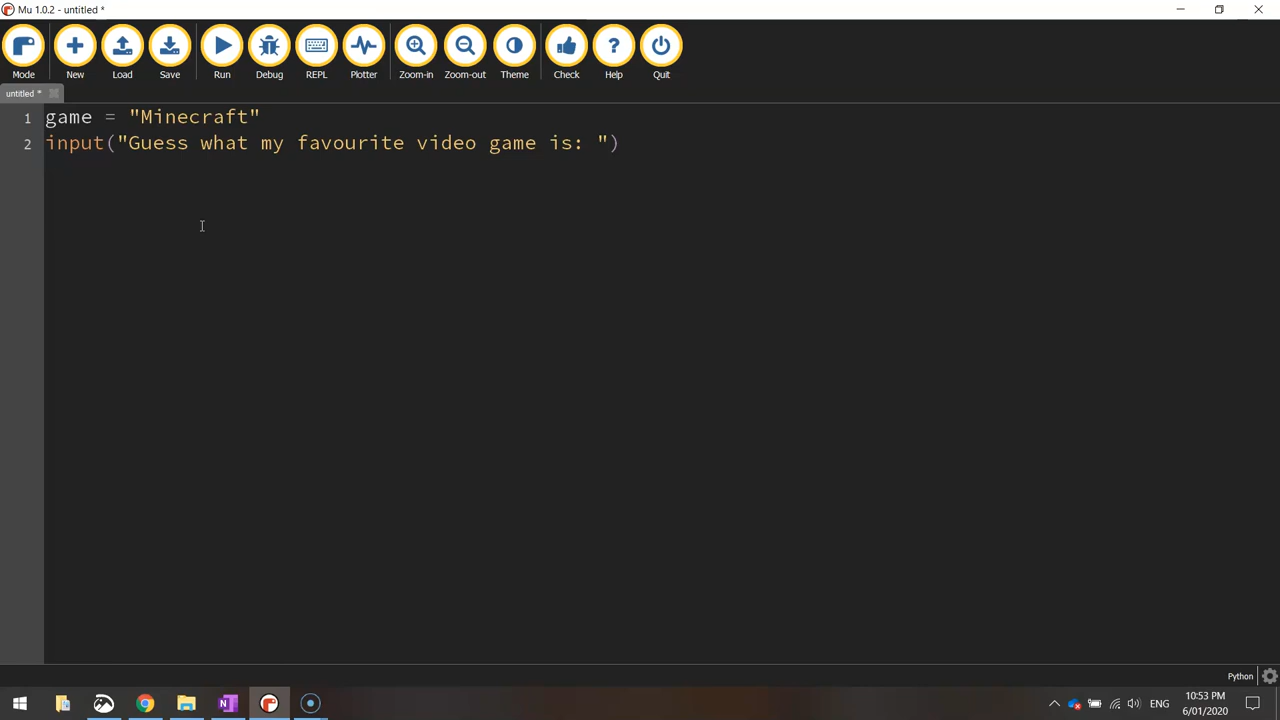 Mu 1.0.2 - untitled *
Mode New Load Save Run Debug REPL Plotter Zoom-in Zoom-out Theme Check Help Quit
untitled *
1 game = "Minecraft"
2 input("Guess what my favourite video game is: ")
Python
ENG
10:53 PM
6/01/2020